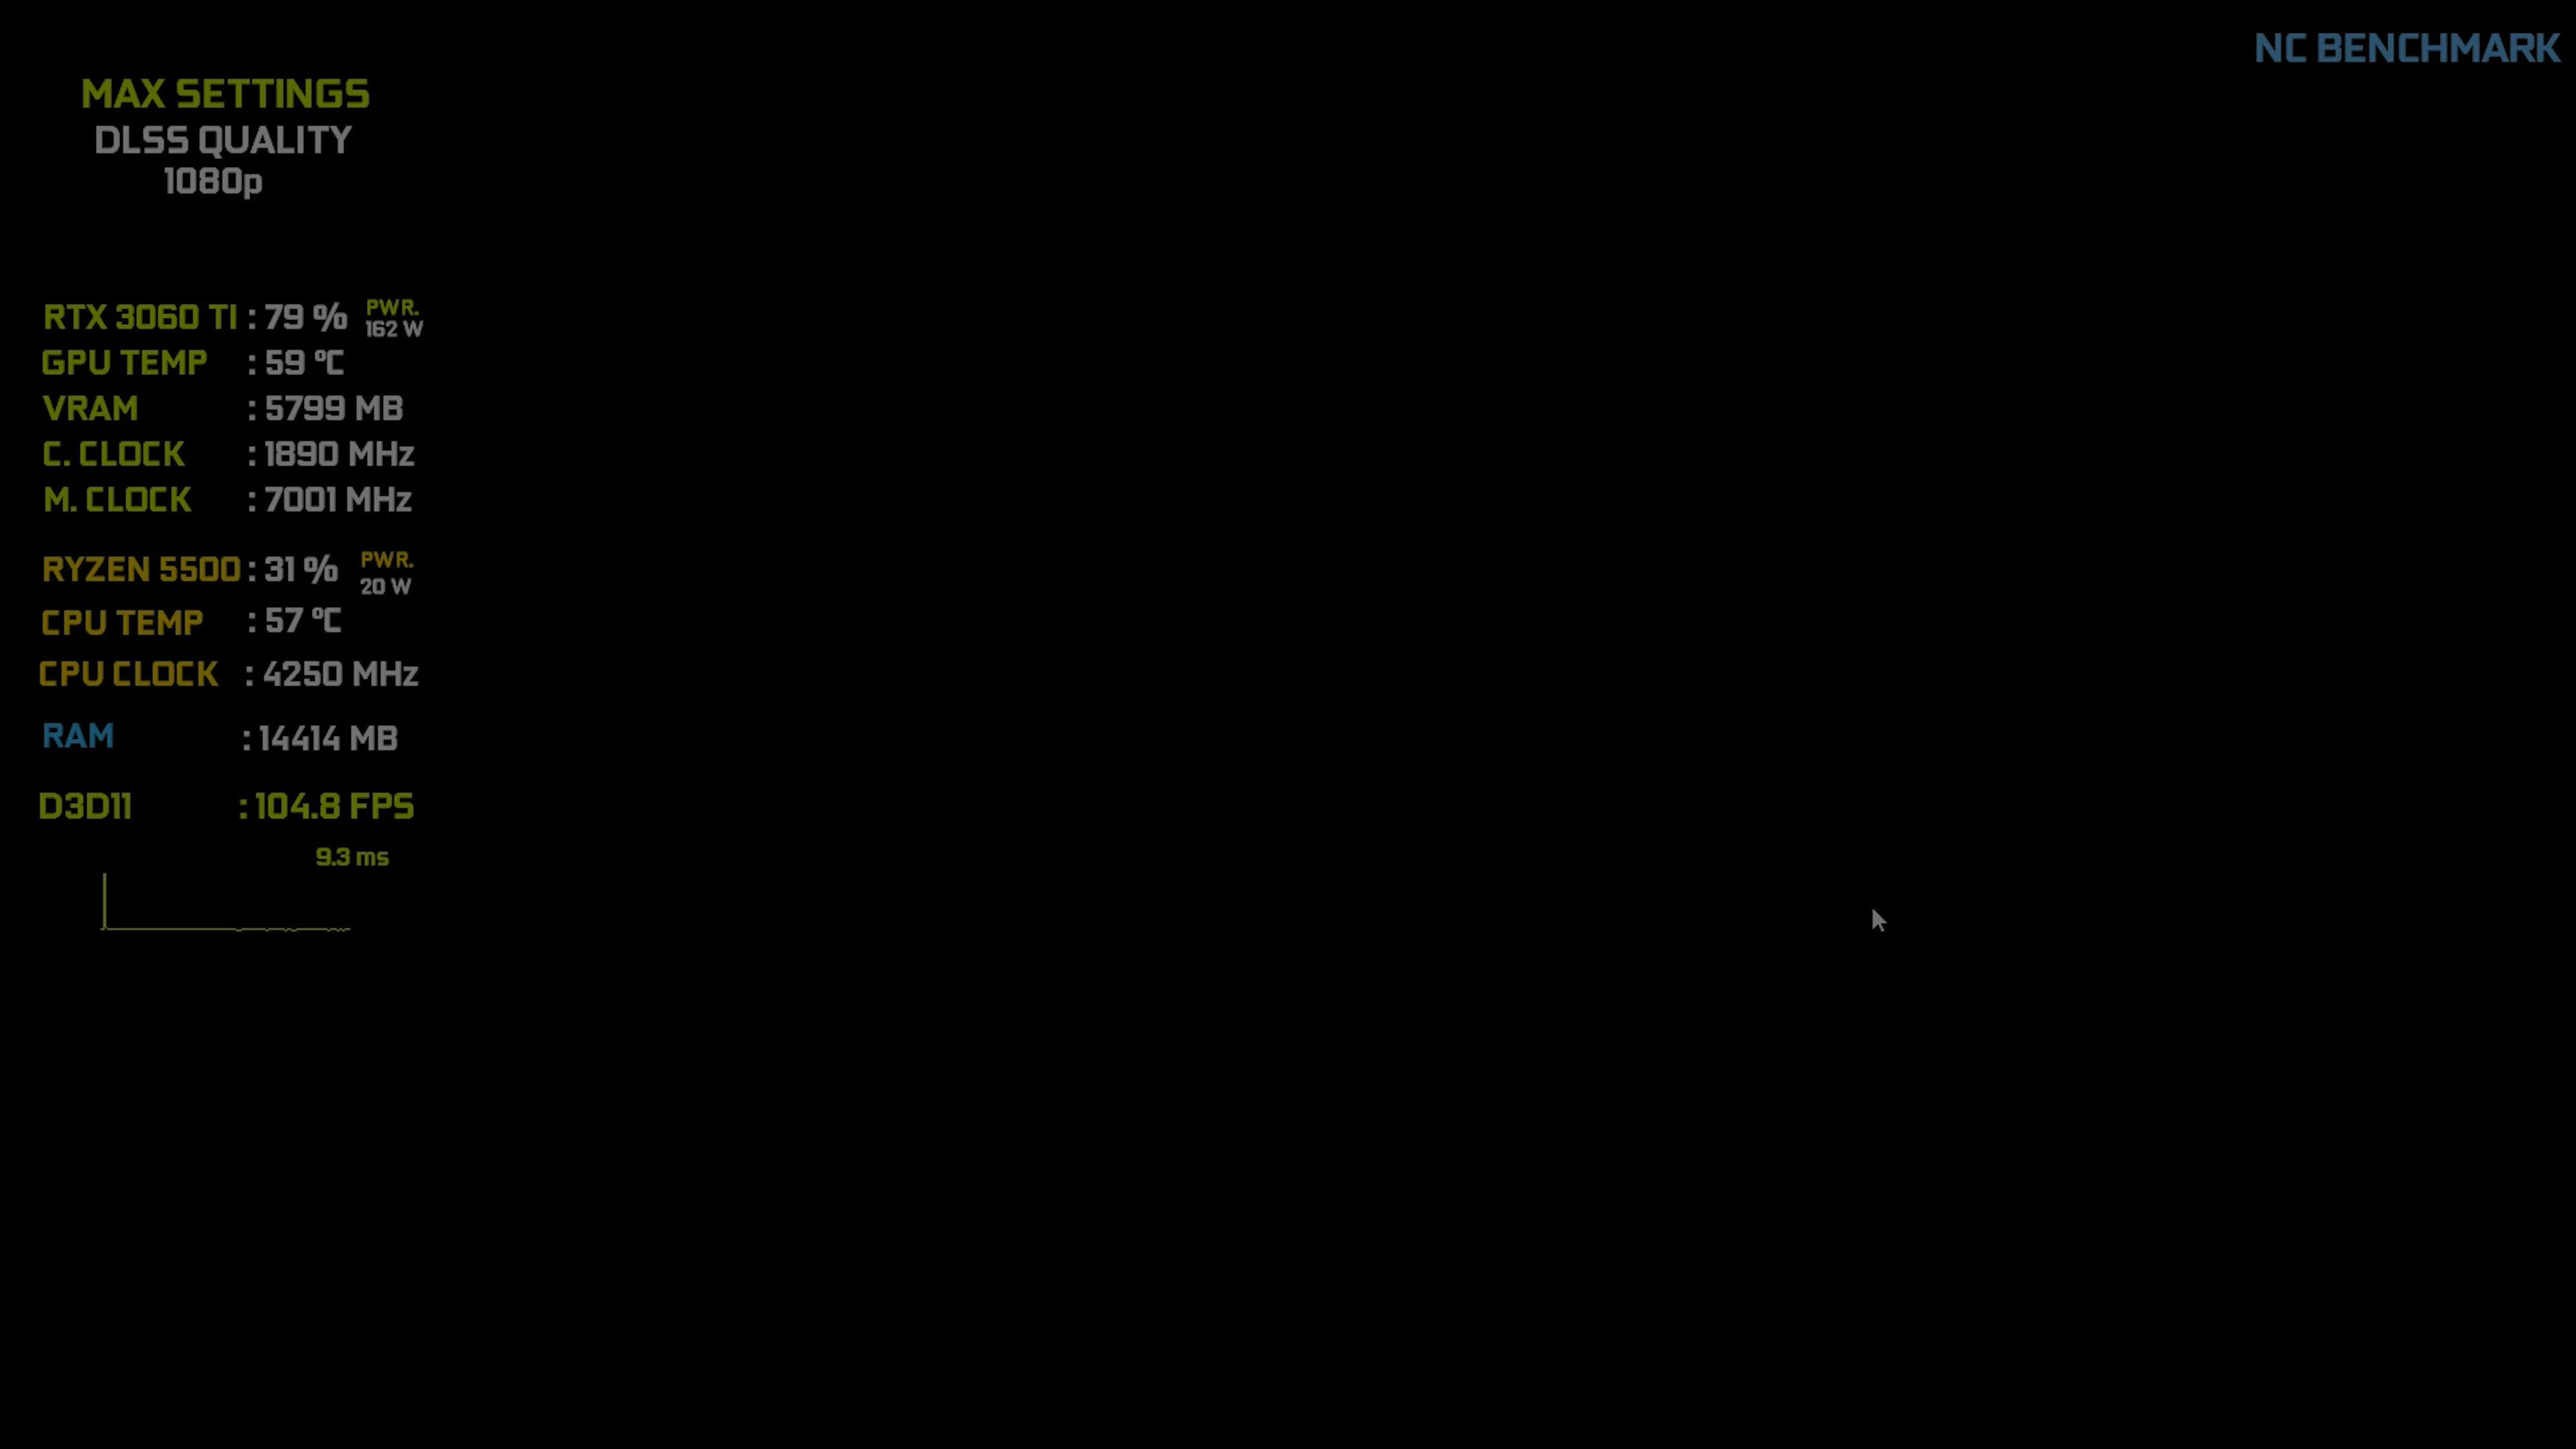 NC BENCHMARK
MAX SETTINGS
DLSS QUALITY
1080p
RTX 3060 TI : 79 % PWR. 162 W
GPU TEMP : 59 ºC
VRAM : 5799 MB
C. CLOCK : 1890 MHz
M. CLOCK : 7001 MHz
RYZEN 5500 : 31 % PWR. 20 W
CPU TEMP : 57 ºC
CPU CLOCK : 4250 MHz
RAM : 14414 MB
D3D11 : 104.8 FPS
9.3 ms